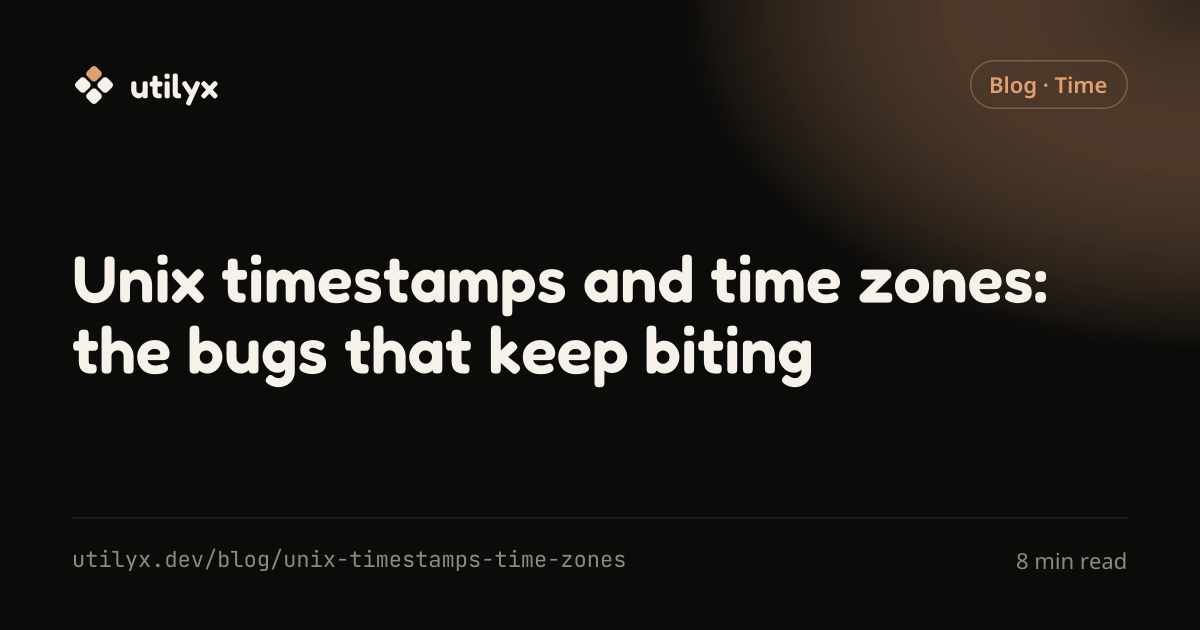 utilyx
Blog · Time
Unix timestamps and time zones:
the bugs that keep biting
utilyx.dev/blog/unix-timestamps-time-zones
8 min read